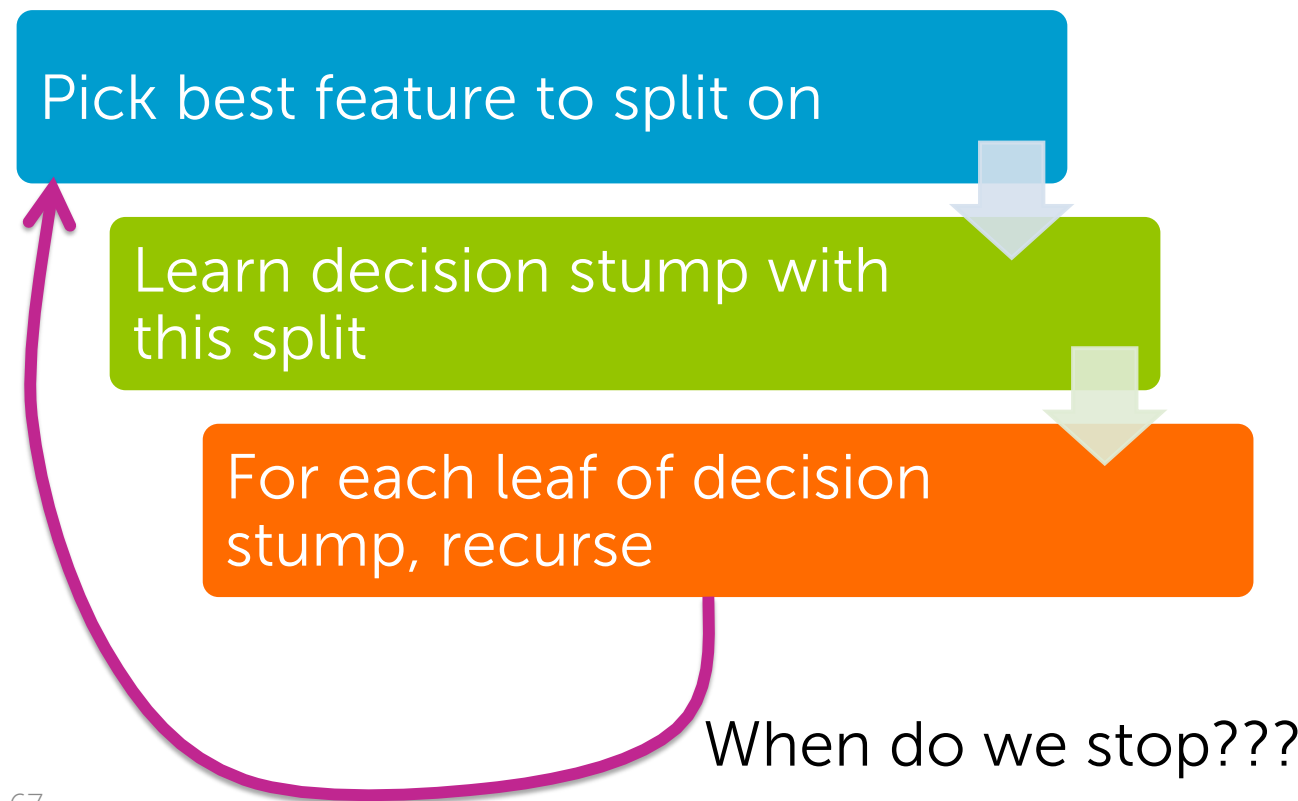 Pick best feature to split on
Learn decision stump with
this split
For each leaf of decision
stump, recurse
When do we stop???
67